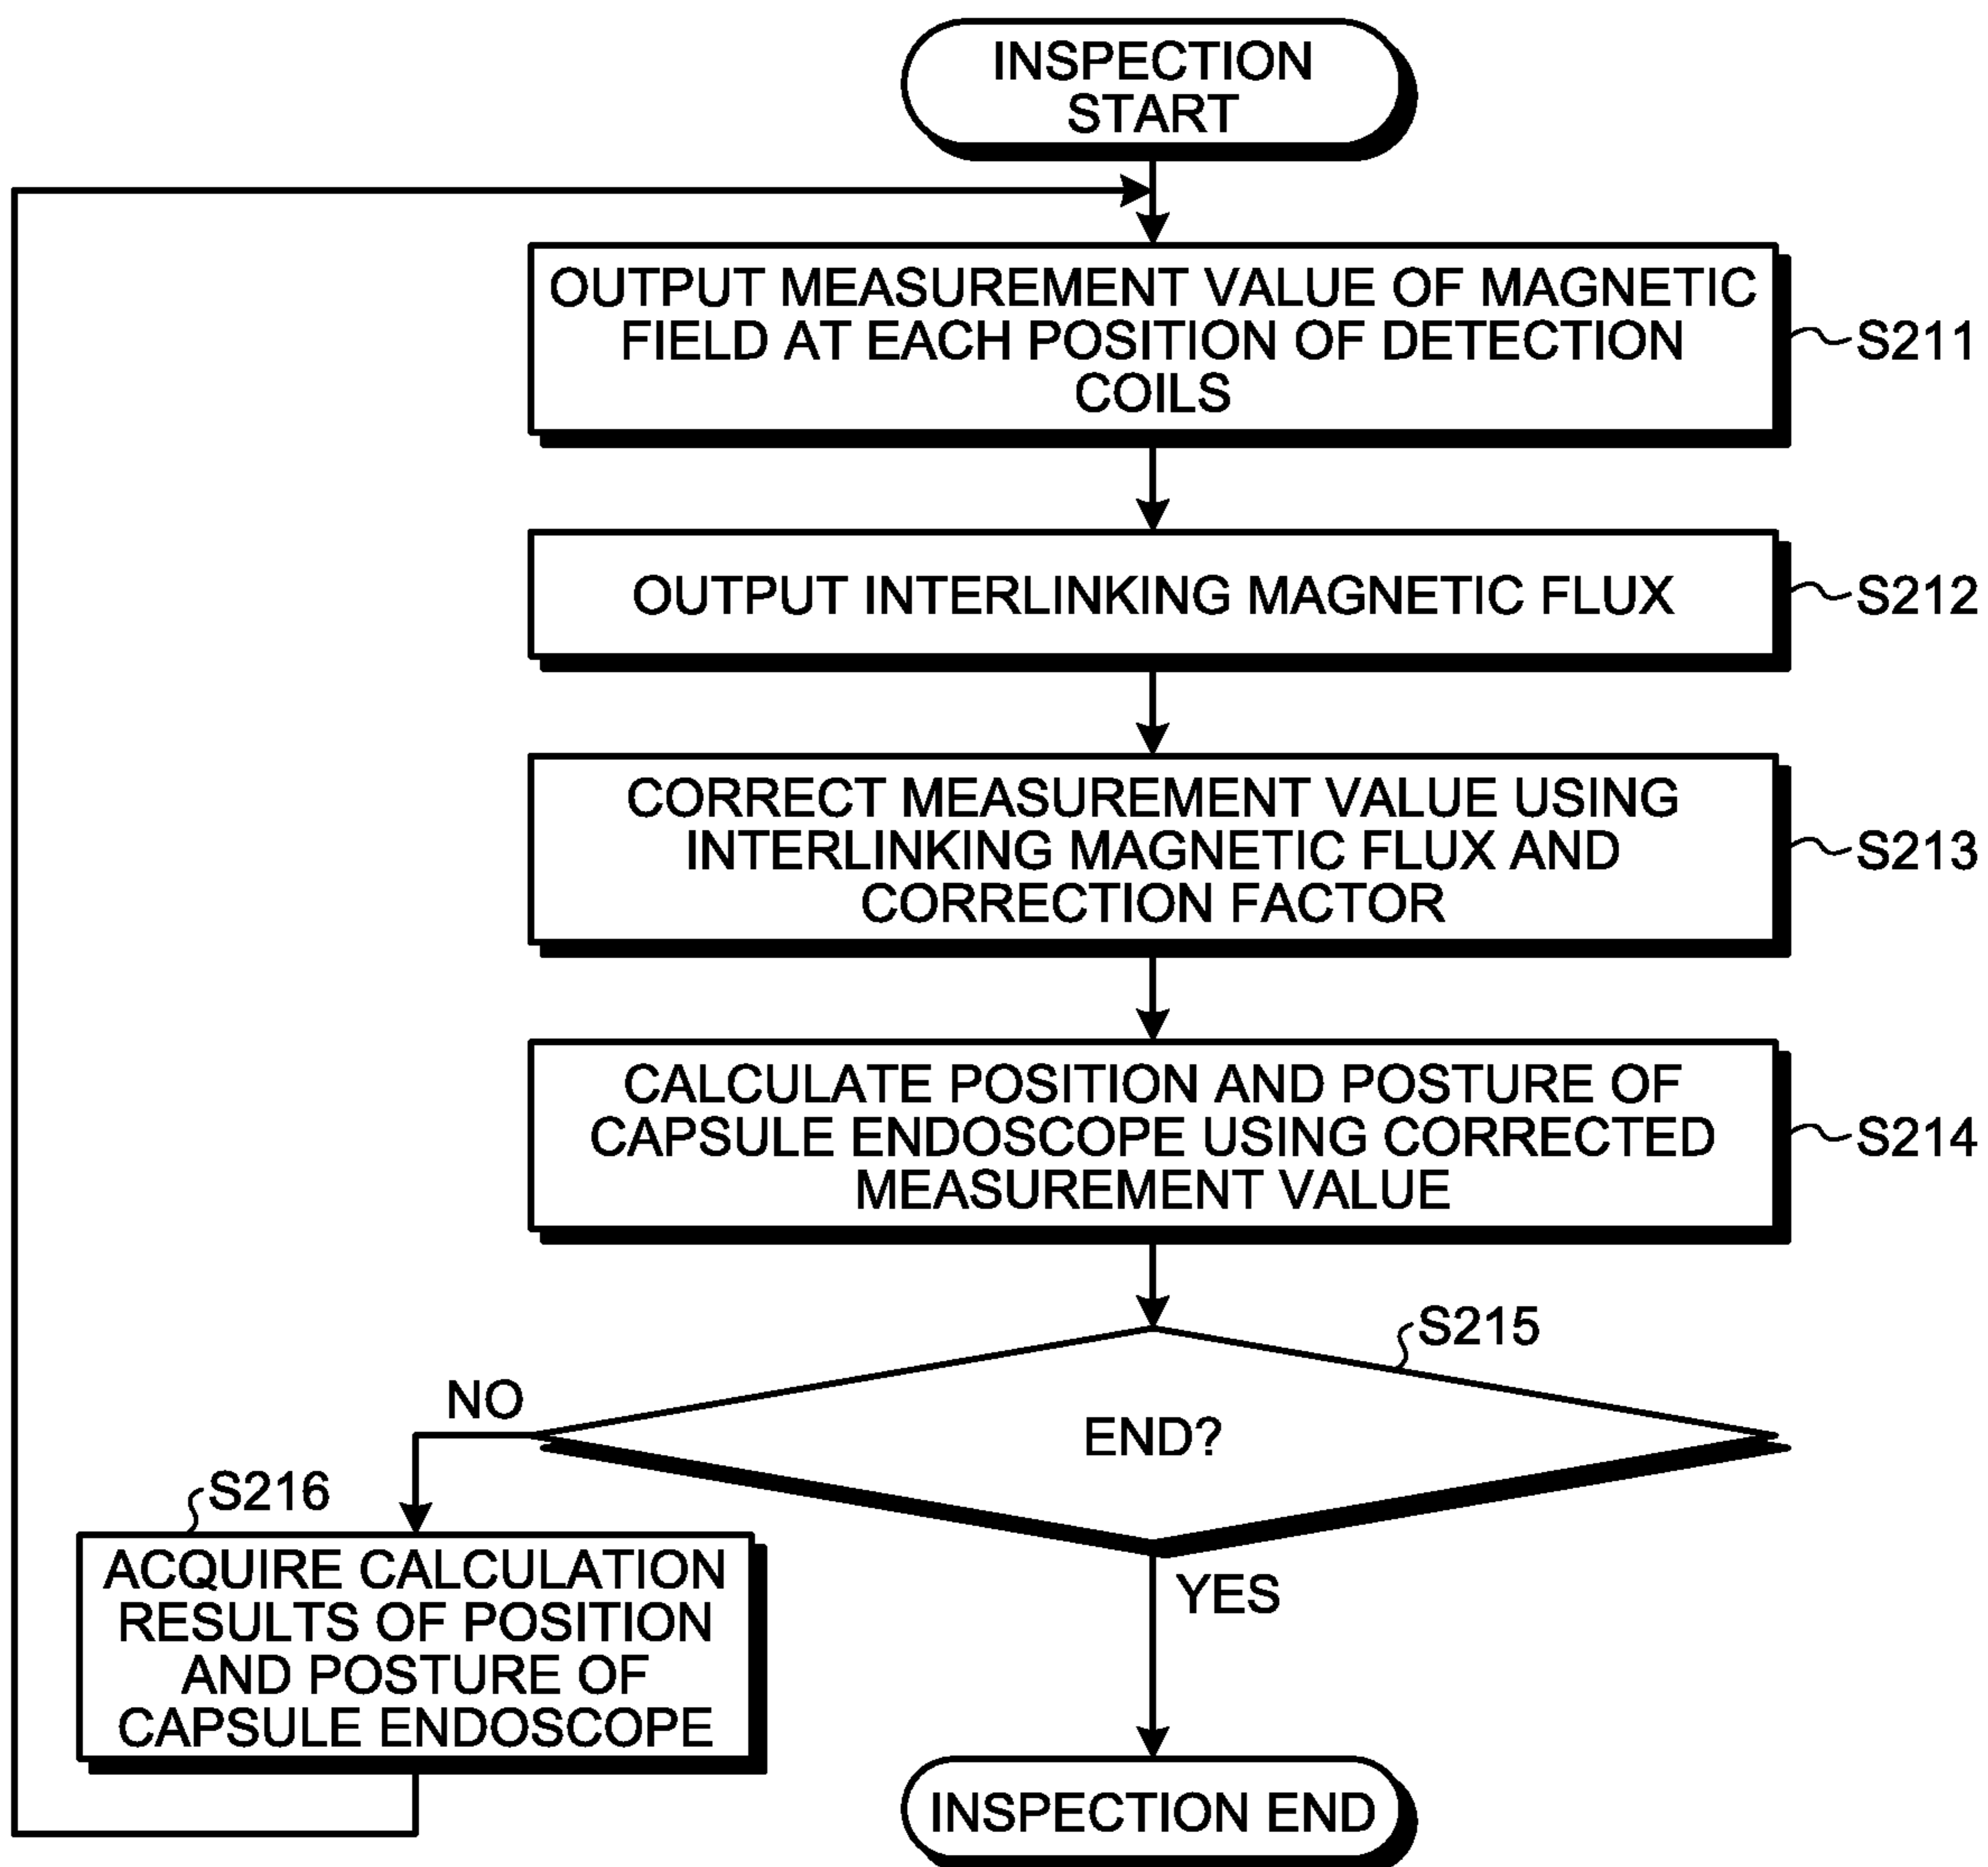 INSPECTION
START
OUTPUT MEASUREMENT VALUE OF MAGNETIC
FIELD AT EACH POSITION OF DETECTION
COILS
S211
OUTPUT INTERLINKING MAGNETIC FLUX
S212
CORRECT MEASUREMENT VALUE USING
INTERLINKING MAGNETIC FLUX AND
CORRECTION FACTOR
S213
CALCULATE POSITION AND POSTURE OF
CAPSULE ENDOSCOPE USING CORRECTED
MEASUREMENT VALUE
S214
S215
END?
NO
S216
ACQUIRE CALCULATION
RESULTS OF POSITION
AND POSTURE OF
CAPSULE ENDOSCOPE
YES
INSPECTION END